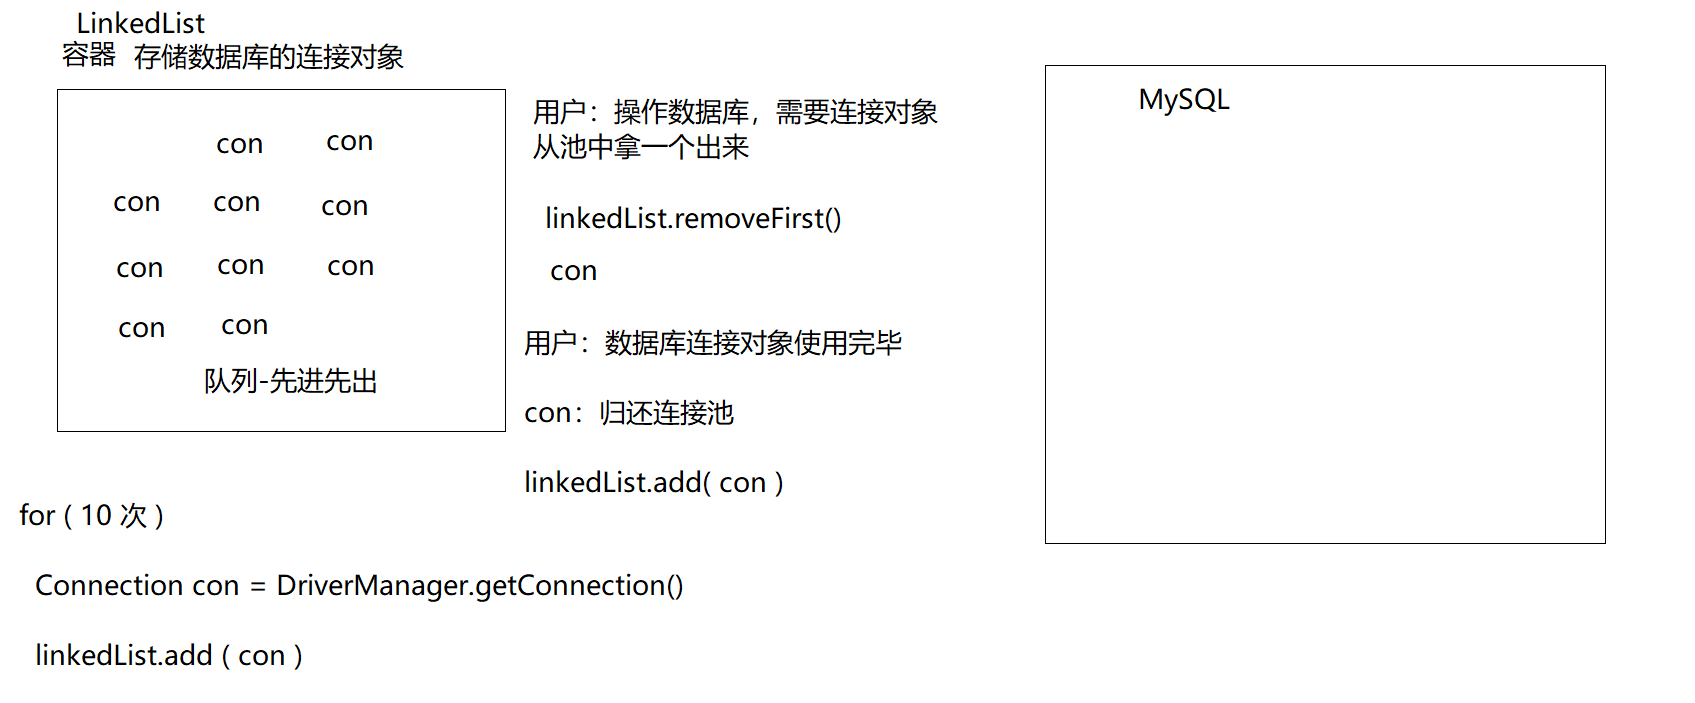 LinkedList
容器 存储数据库的连接对象
con con
con con con
con con con
con con
队列-先进先出
用户：操作数据库，需要连接对象
从池中拿一个出来
linkedList.removeFirst()
con
用户：数据库连接对象使用完毕
con：归还连接池
linkedList.add( con )
MySQL
for ( 10 次 )
Connection con = DriverManager.getConnection()
linkedList.add ( con )